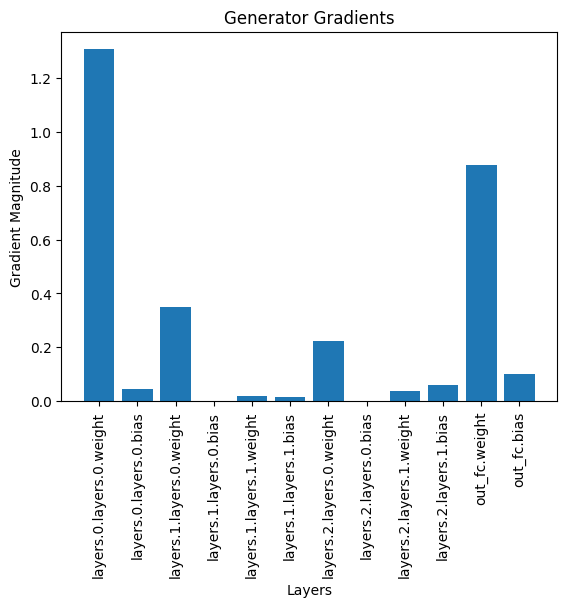 Generator Gradients
Gradient Magnitude
1.2
1.0
0.8
0.6
0.4
0.2
0.0
layers.0.layers.0.weight
layers.0.layers.0.bias
layers.1.layers.0.weight
layers.1.layers.0.bias
layers.1.layers.1.weight
layers.1.layers.1.bias
layers.2.layers.0.weight
layers.2.layers.0.bias
layers.2.layers.1.weight
layers.2.layers.1.bias
out_fc.weight
out_fc.bias
Layers